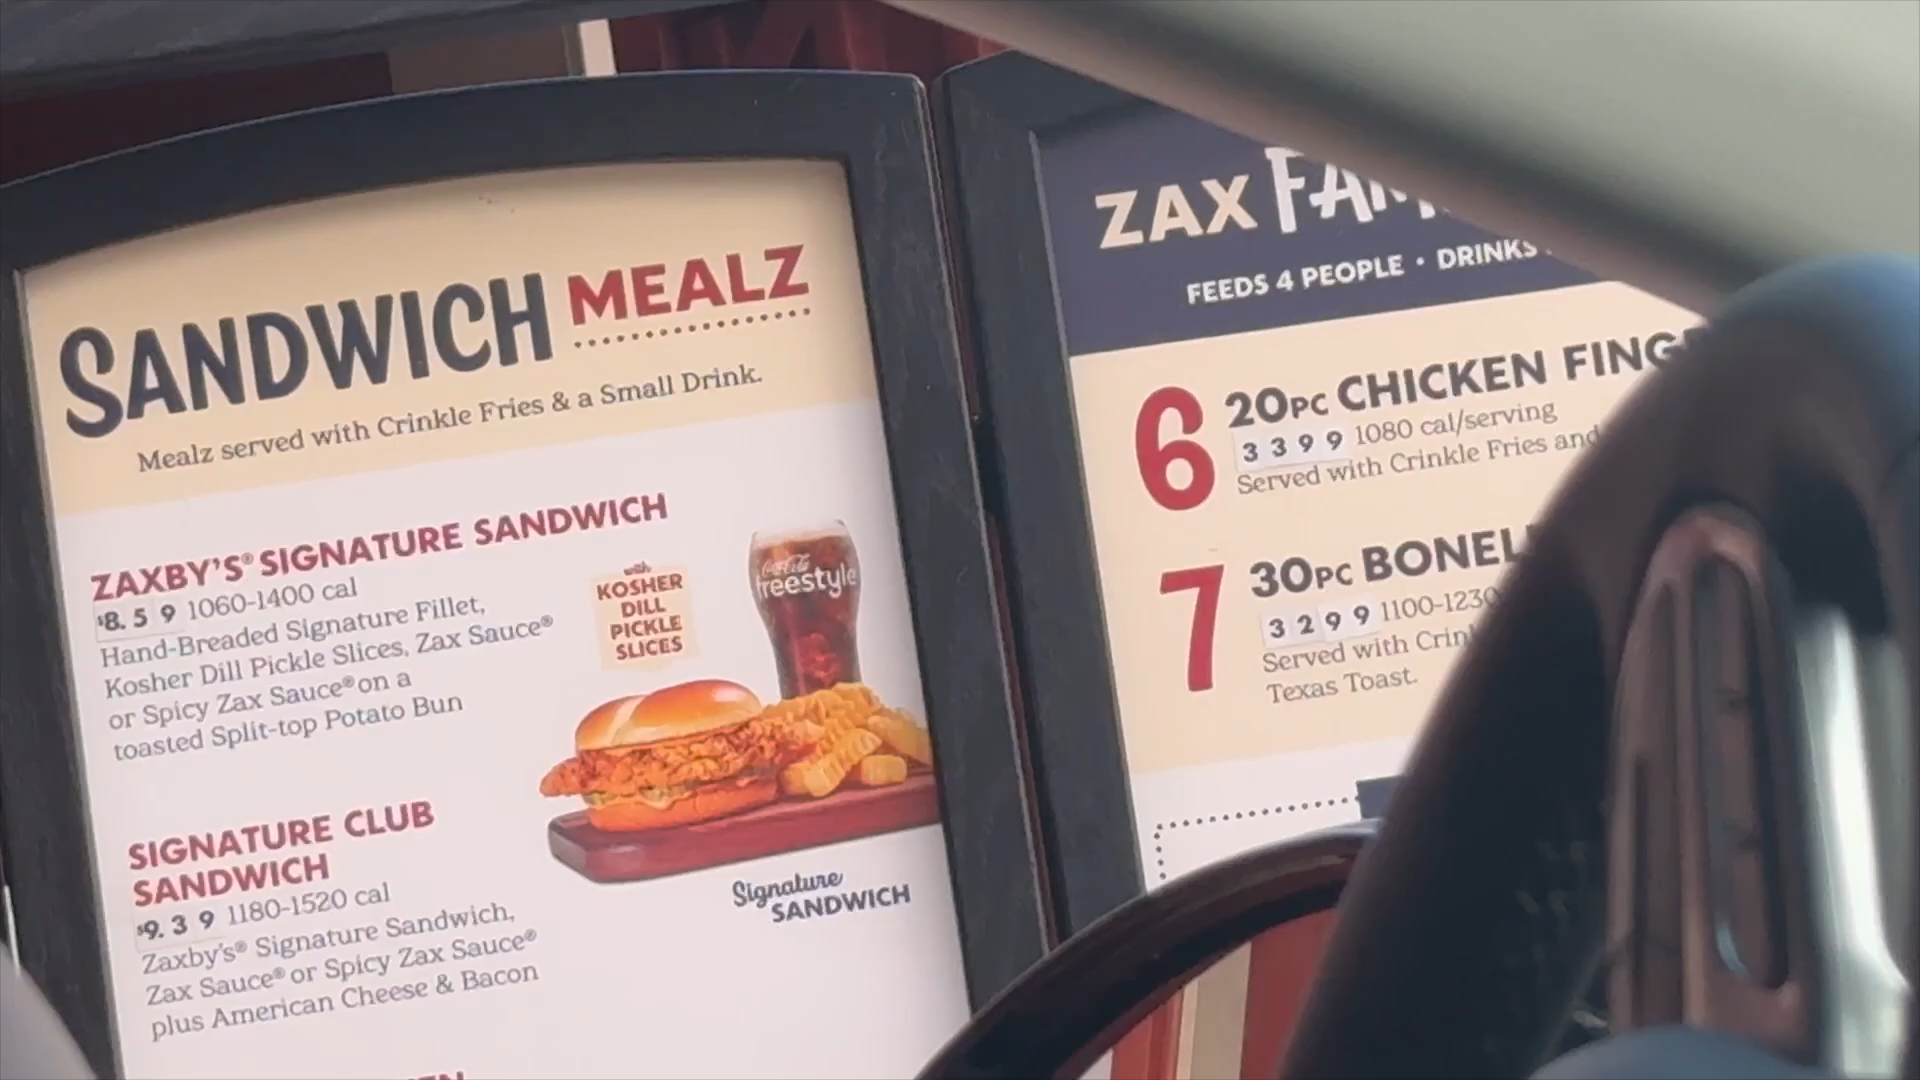 SANDWICH MEALZ
Mealz served with Crinkle Fries & a Small Drink.
ZAXBY'S® SIGNATURE SANDWICH
$8.59 1060-1400 cal
Hand-Breaded Signature Fillet,
Kosher Dill Pickle Slices, Zax Sauce®
or Spicy Zax Sauce® on a
toasted Split-top Potato Bun
with
KOSHER
DILL
PICKLE
SLICES
Coca-Cola
freestyle
SIGNATURE CLUB
SANDWICH
$9.39 1180-1520 cal
Zaxby's® Signature Sandwich,
Zax Sauce® or Spicy Zax Sauce®
plus American Cheese & Bacon
Signature
SANDWICH
ZAX
FEEDS 4 PEOPLE • DRINKS
6 20PC CHICKEN
3399 1080 cal/serving
Served with Crinkle Fries and
7 30PC
3299
Served with
Texas Toast.